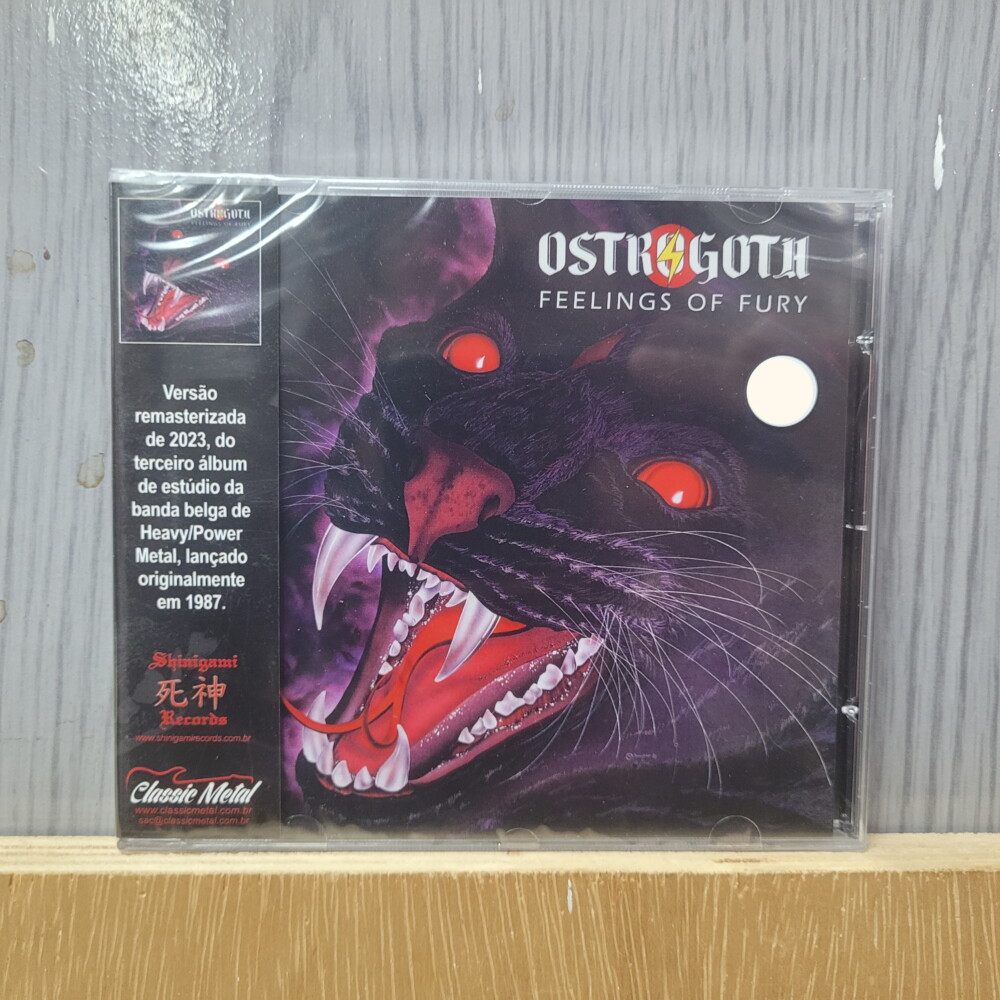 OSTROGOTH
FEELINGS OF FURY
OSTROGOTH
FEELINGS OF FURY
Versão
remasterizada
de 2023, do
terceiro álbum
de estúdio da
banda belga de
Heavy/Power
Metal, lançado
originalmente
em 1987.
Shinigami
死神
Records
www.shinigamirecords.com.br
Classic Metal
www.classicmetal.com.br
sac@classicmetal.com.br